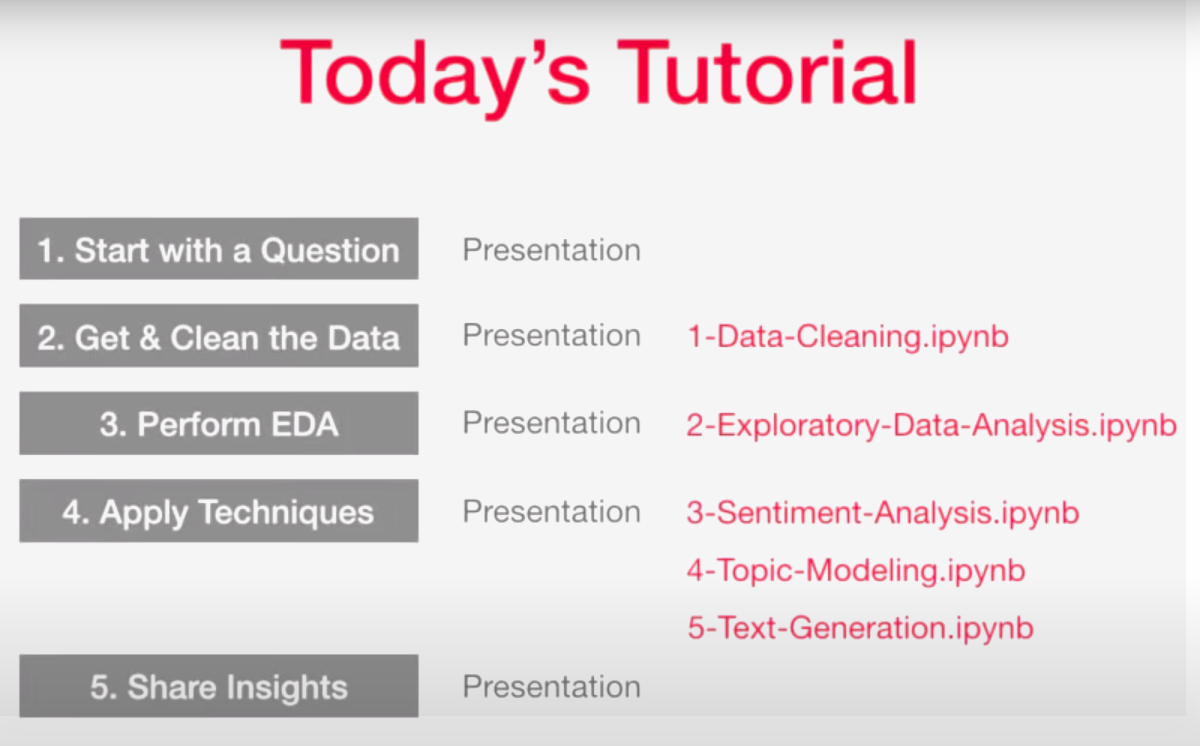 Today's Tutorial
1. Start with a Question Presentation
2. Get & Clean the Data Presentation 1-Data-Cleaning.ipynb
3. Perform EDA Presentation 2-Exploratory-Data-Analysis.ipynb
4. Apply Techniques Presentation 3-Sentiment-Analysis.ipynb
4-Topic-Modeling.ipynb
5-Text-Generation.ipynb
5. Share Insights Presentation